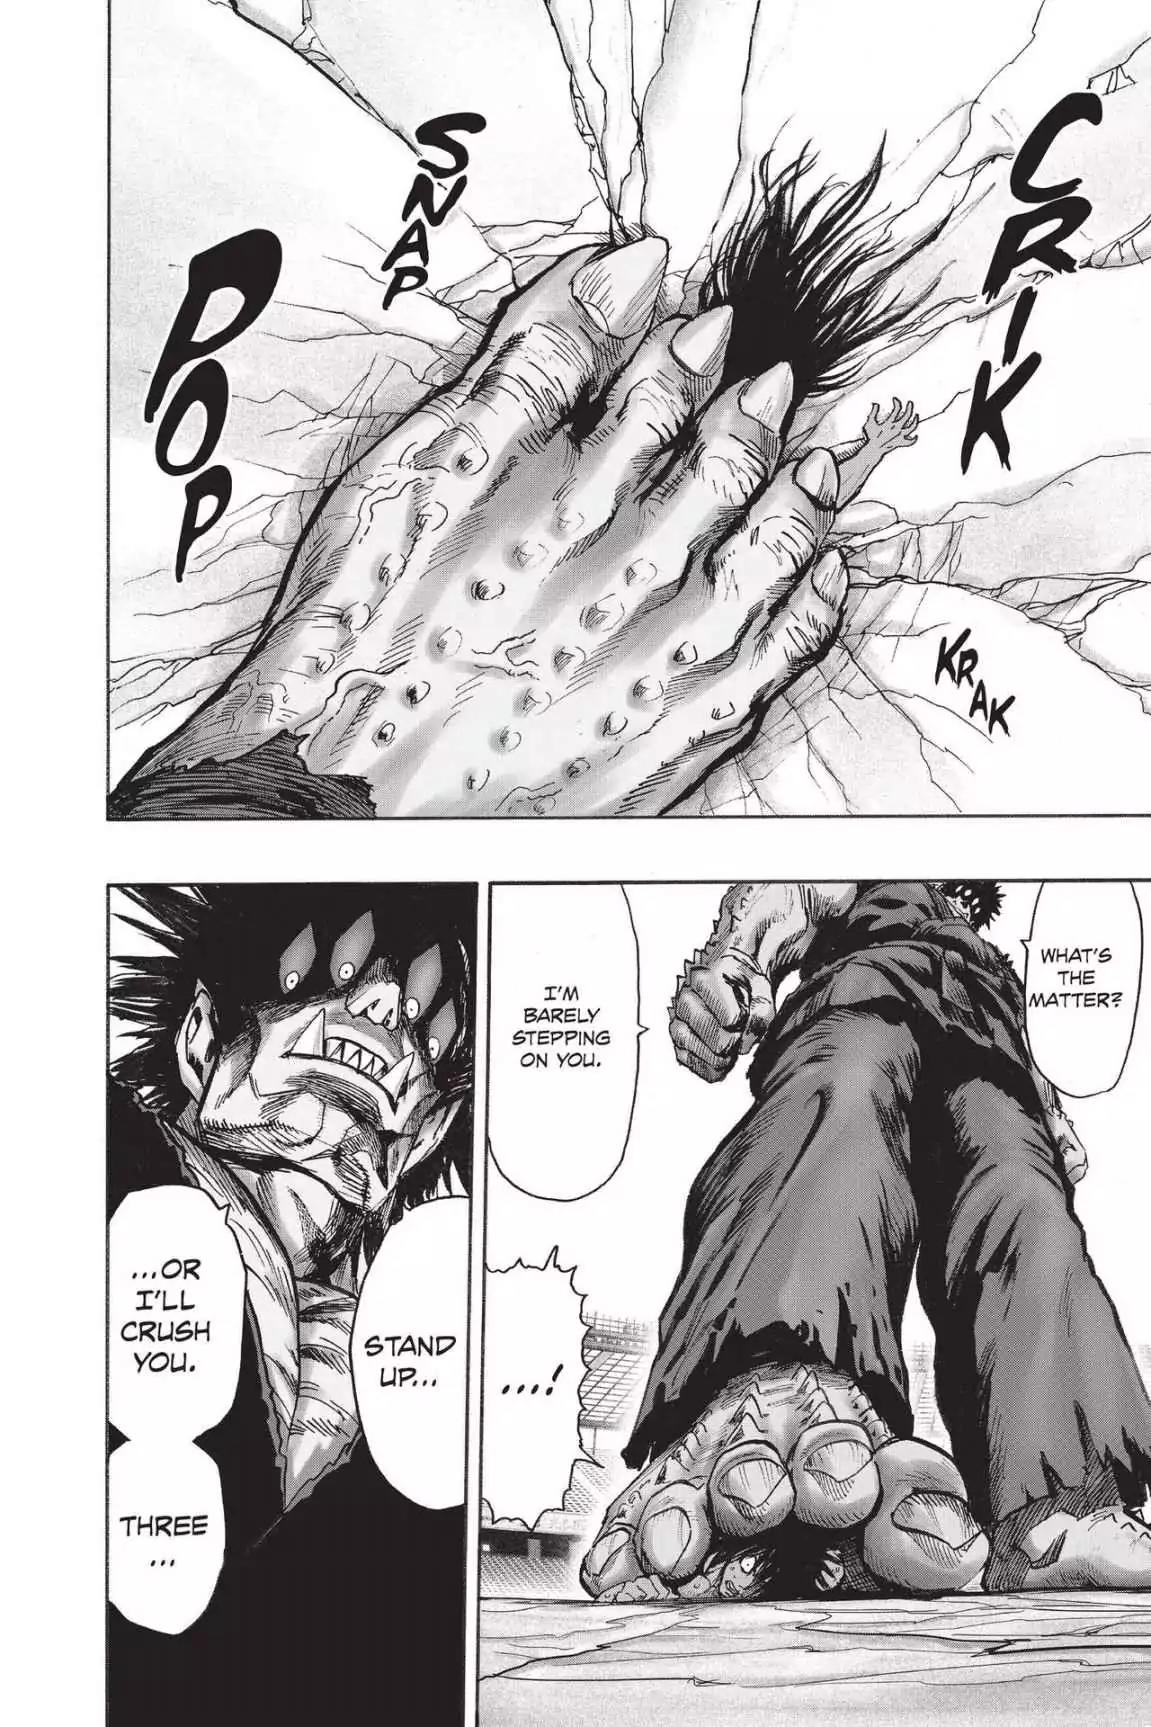 CRIK
SNAP
POP
KRAK
WHAT'S
THE
MATTER?
I'M
BARELY
STEPPING
ON YOU.
...!
STAND
UP...
...OR
I'LL
CRUSH
YOU.
THREE
...